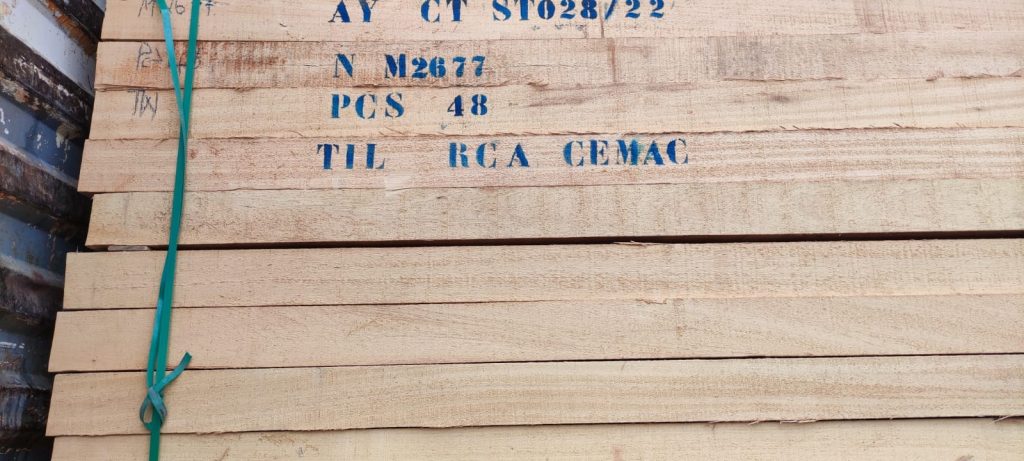 AY CT ST028/22
N M2677
PCS 48
TIL RCA CEMAC